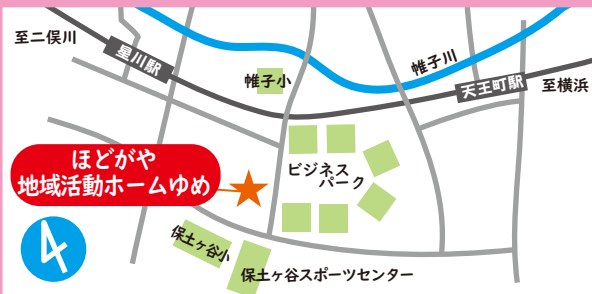 至二俣川
星川駅
帷子小
帷子川
天王町駅
至横浜
ほどがや
地域活動ホームゆめ
ビジネス
パーク
4
保土ヶ谷小
保土ヶ谷スポーツセンター